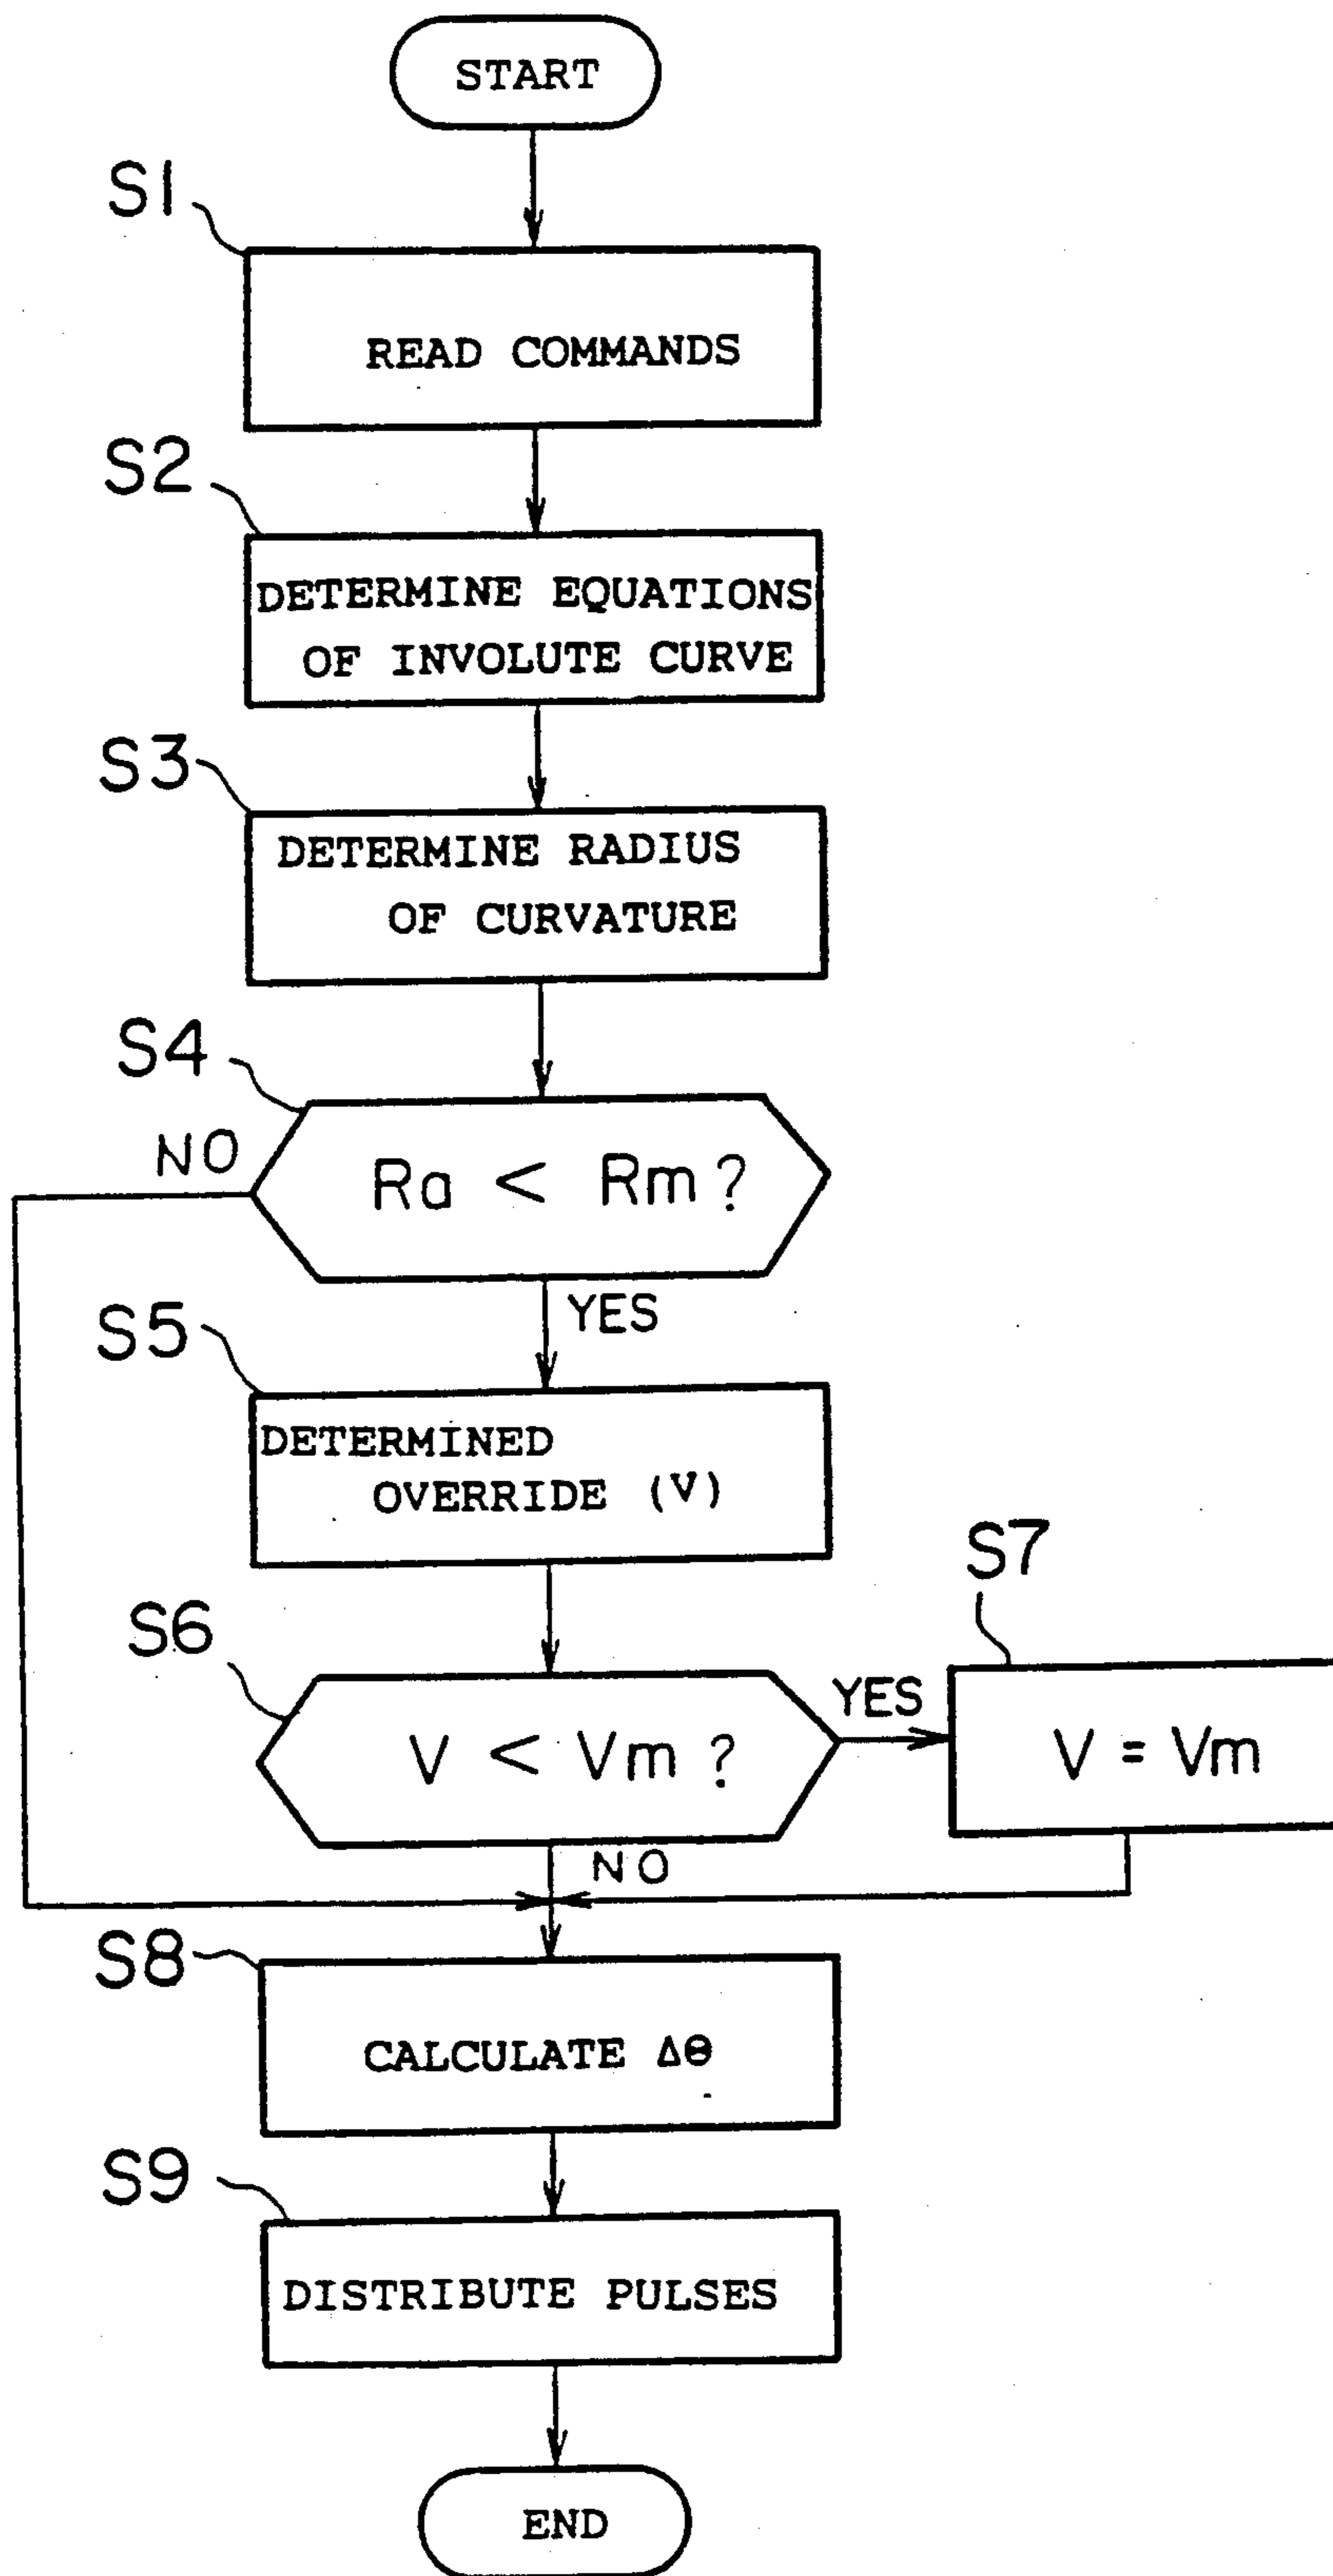 START
S1
READ COMMANDS
S2
DETERMINE EQUATIONS
OF INVOLUTE CURVE
S3
DETERMINE RADIUS
OF CURVATURE
S4
NO
Ra < Rm ?
YES
S5
DETERMINED
OVERRIDE (V)
S6
V < Vm ?
YES
S7
V = Vm
NO
S8
CALCULATE Δθ
S9
DISTRIBUTE PULSES
END